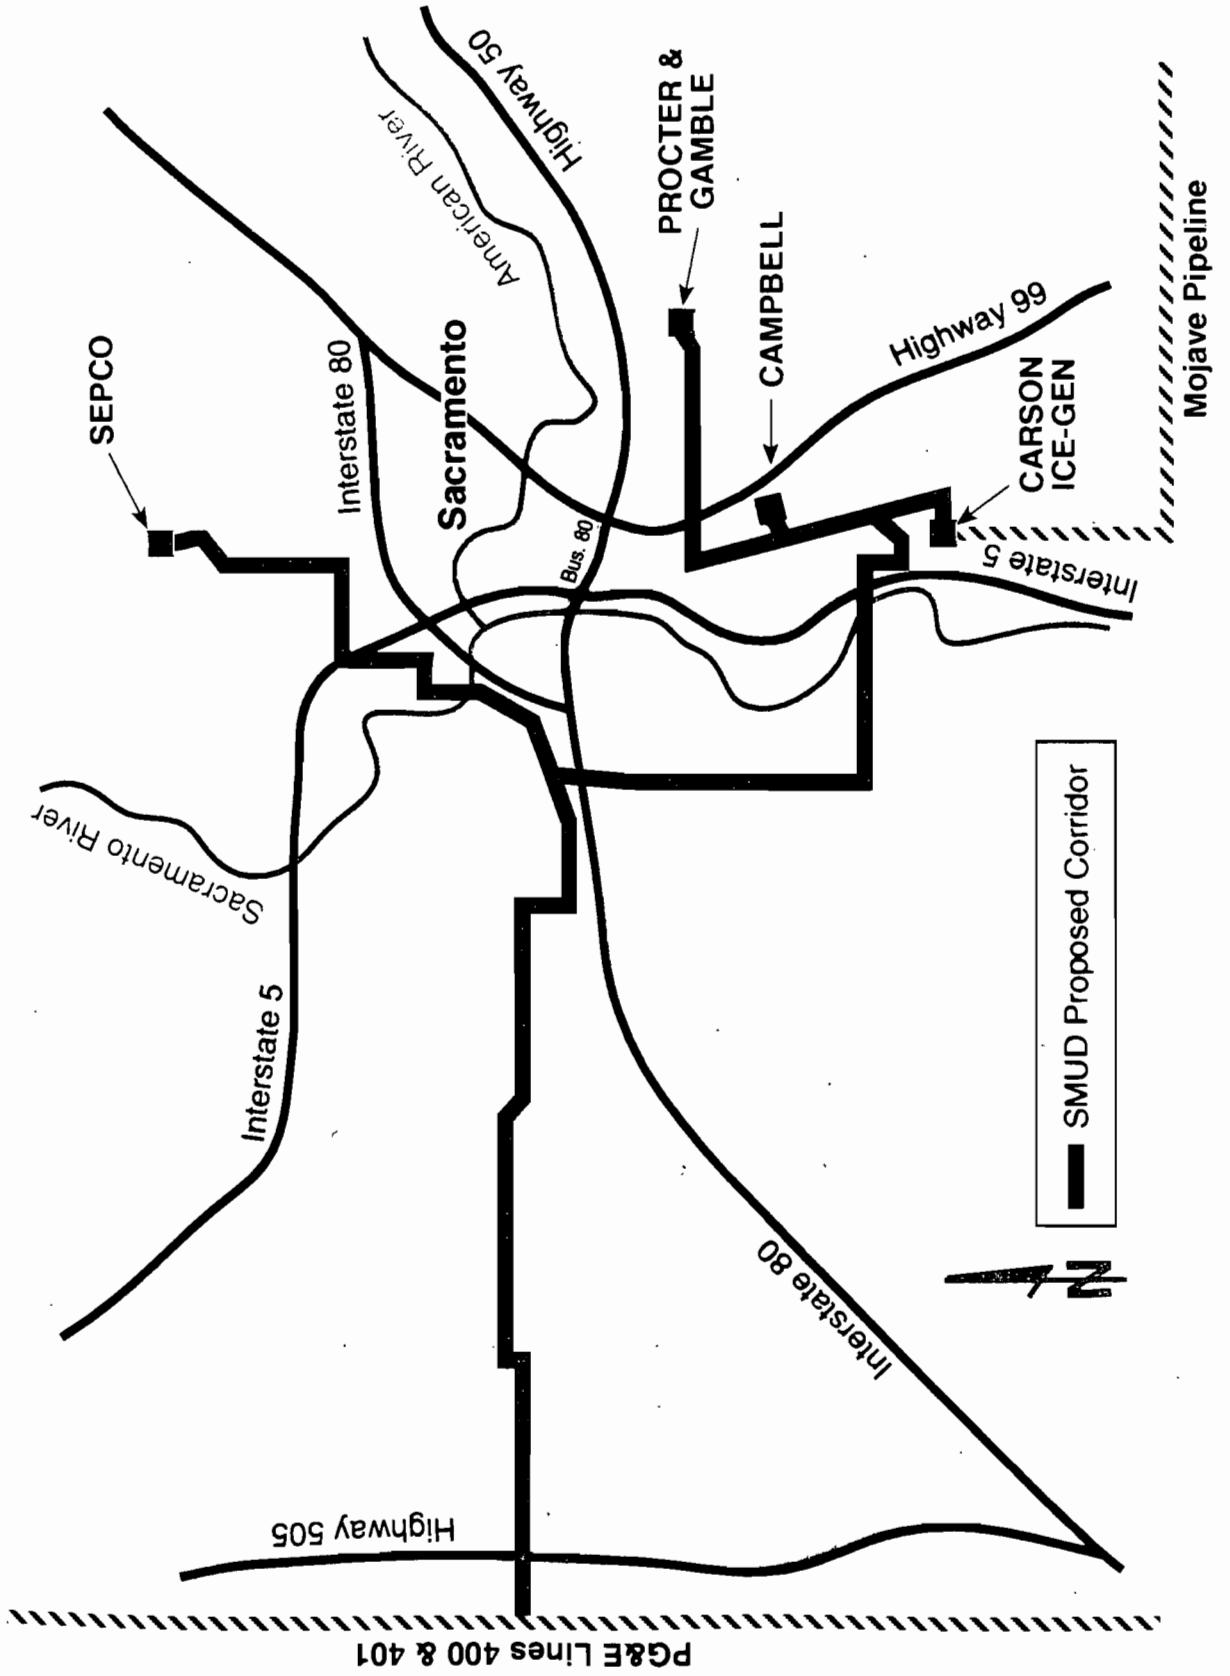 SEPCO
Interstate 80
Sacramento
American River
Highway 50
PROCTER &
GAMBLE
CAMPBELL
Highway 99
CARSON
ICE-GEN
Mojave Pipeline
Bus. 80
Interstate 5
Sacramento River
Interstate 5
Interstate 80
Highway 505
PG&E Lines 400 & 401
SMUD Proposed Corridor
N